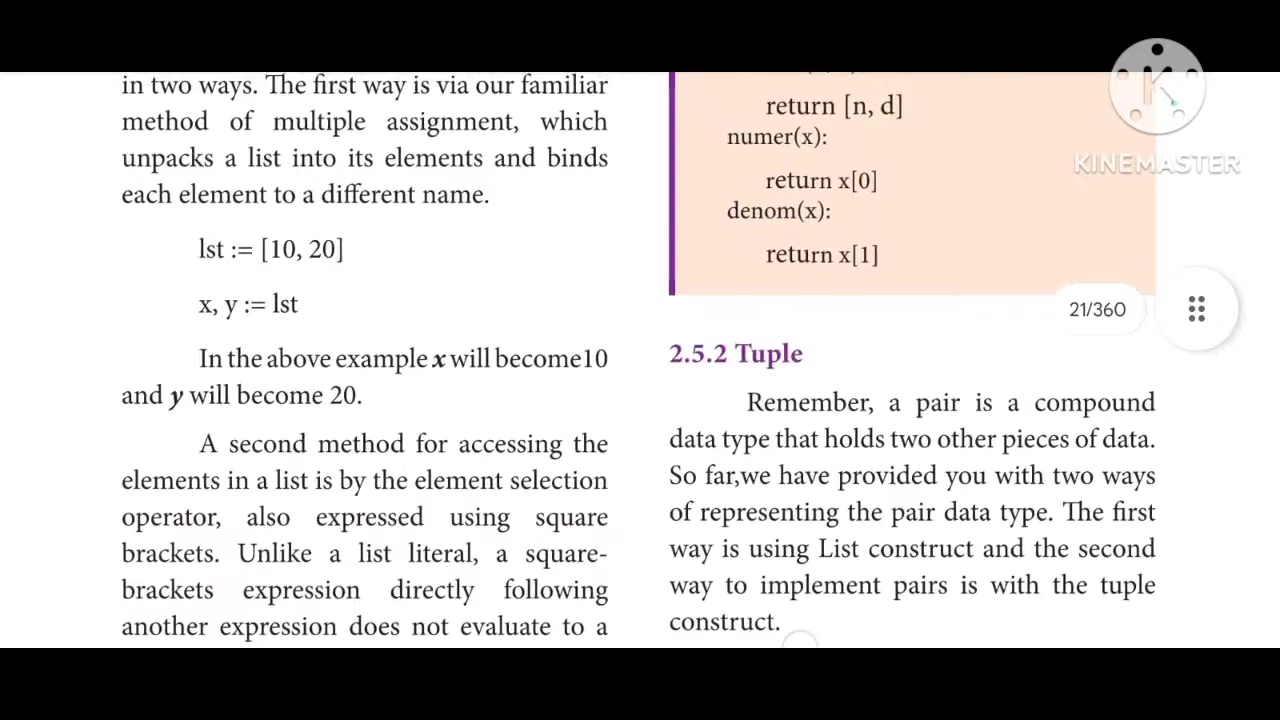 in two ways. The first way is via our familiar
method of multiple assignment, which
unpacks a list into its elements and binds
each element to a different name.
lst := [10, 20]
x, y := lst
In the above example x will become10
and y will become 20.
A second method for accessing the
elements in a list is by the element selection
operator, also expressed using square
brackets. Unlike a list literal, a square-
brackets expression directly following
another expression does not evaluate to a
return [n, d]
numer(x):
return x[0]
denom(x):
return x[1]
2.5.2 Tuple
Remember, a pair is a compound
data type that holds two other pieces of data.
So far,we have provided you with two ways
of representing the pair data type. The first
way is using List construct and the second
way to implement pairs is with the tuple
construct.
21/360
K
KINEMASTER